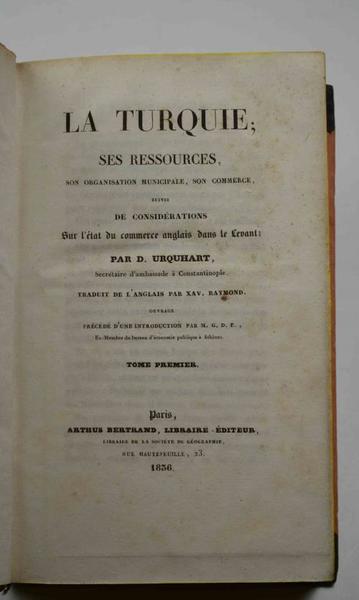 LA TURQUIE;
SES RESSOURCES,
SON ORGANISATION MUNICIPALE, SON COMMERCE,
SUIVIS
DE CONSIDÉRATIONS
Sur l'état du commerce anglais dans le Levant:
PAR D. URQUHART,
Secrétaire d'ambassade à Constantinople.
TRADUIT DE L'ANGLAIS PAR XAV. RAYMOND.
OUVRAGE
PRÉCÉDÉ D'UNE INTRODUCTION PAR M. G. D. E.,
Ex-Membre du bureau d'économie publique à Athènes.
TOME PREMIER.
Paris,
ARTHUS BERTRAND, LIBRAIRE-ÉDITEUR,
LIBRAIRE DE LA SOCIÉTÉ DE GÉOGRAPHIE,
RUE HAUTEFEUILLE, 23.
1836